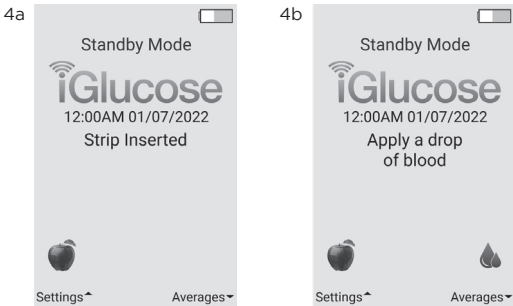 4a
Standby Mode
iGlucose
12:00AM 01/07/2022
Strip Inserted
Settings
Averages
4b
Standby Mode
iGlucose
12:00AM 01/07/2022
Apply a drop
of blood
Settings
Averages